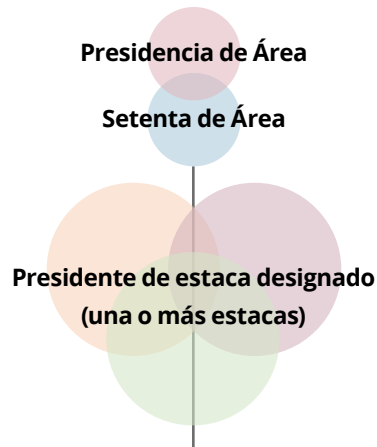 Presidencia de Área
Setenta de Área
Presidente de estaca designado
(una o más estacas)